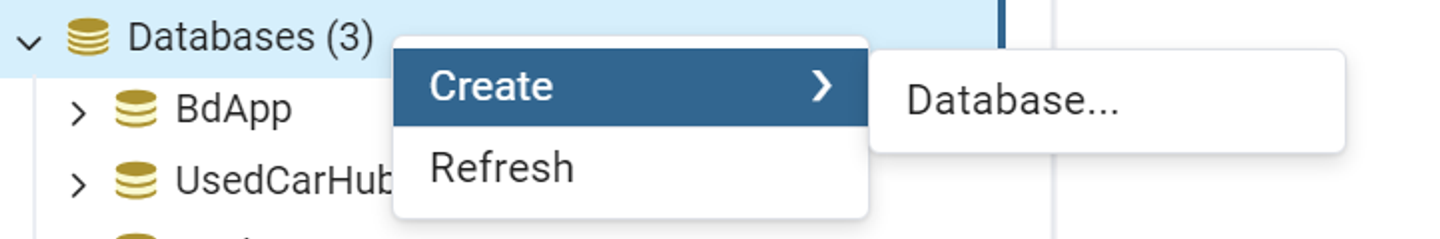 Databases (3)
Create
Database...
BdApp
Refresh
UsedCarHub